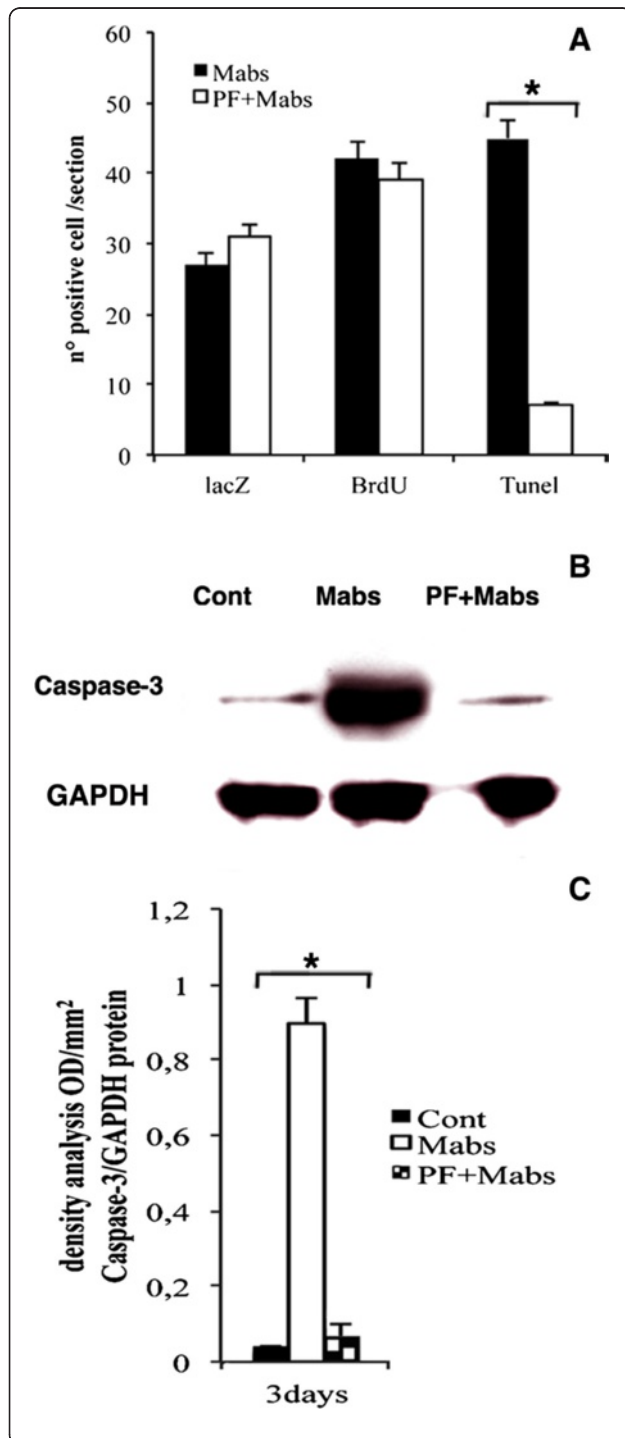 60
A
Mabs
PF+Mabs
*
50
40
30
20
10
0
n° positive cell /section
lacZ BrdU Tunel
B
Cont Mabs PF+Mabs
Caspase-3
GAPDH
C
1,2
*
1
0,8
0,6
0,4
0,2
0
density analysis OD/mm²
Caspase-3/GAPDH protein
Cont
Mabs
PF+Mabs
3days